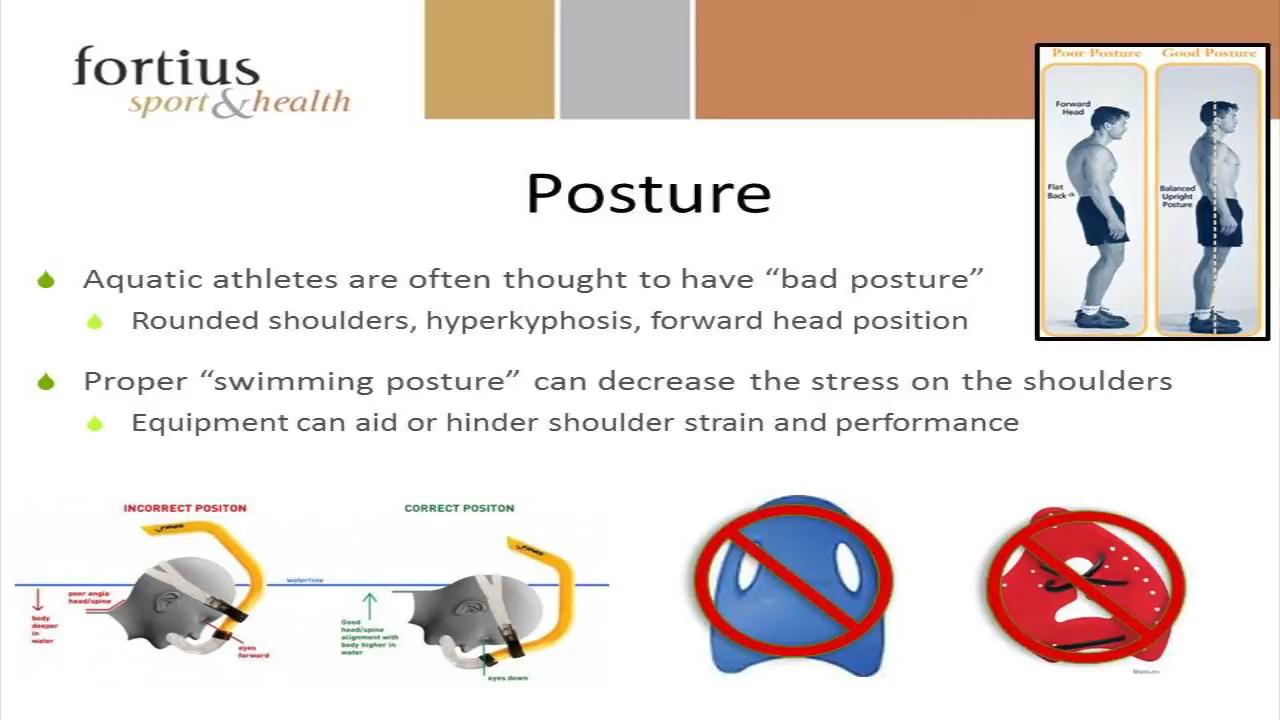 fortius
sport&health
Poor Posture
Good Posture
Forward
Head
Flat
Back
Balanced
Upright
Posture
Posture
Aquatic athletes are often thought to have “bad posture”
Rounded shoulders, hyperkyphosis, forward head position
Proper “swimming posture” can decrease the stress on the shoulders
Equipment can aid or hinder shoulder strain and performance
INCORRECT POSITON
FINIS
poor angle
head/spine
body
deeper
in
water
eyes
forward
waterline
CORRECT POSITON
FINIS
Good
head/spine
alignment with
body higher in
water
eyes down
Medium